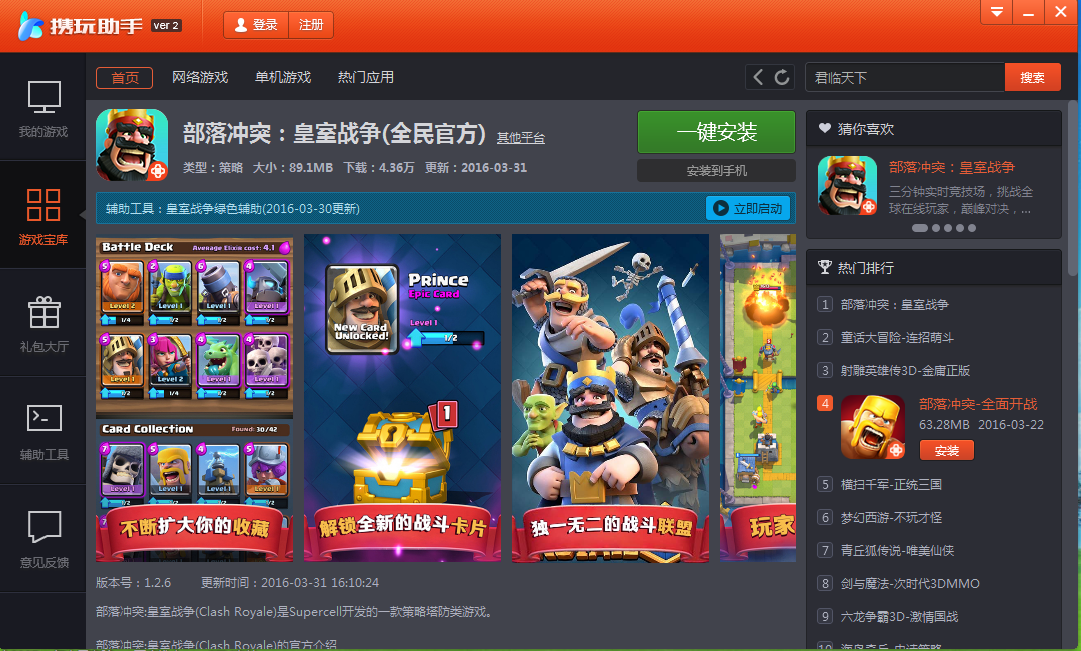 携玩助手 ver 2
登录 注册
首页 网络游戏 单机游戏 热门应用
君临天下 搜索
我的游戏
游戏宝库
礼包大厅
辅助工具
意见反馈
部落冲突：皇室战争(全民官方) 其他平台
类型：策略 大小：89.1MB 下载：4.36万 更新：2016-03-31
一键安装
安装到手机
辅助工具：皇室战争绿色辅助(2016-03-30更新)
立即启动
Battle Deck Average Elixir cost: 4.1
5 2 6 4
Level 2 Level 1 Level 1 Level 1
1/4 /2 /2 /2
5 3 4 4
Level 1 Level 2 Level 1 Level 1
/2 1/4 /2 /2
Card Collection Found: 30/42
7 5 4 5
Level 1 Level 1 Level 1 Level 1
不断扩大你的收藏
Prince
Epic Card
New Card
Unlocked!
Level 1
1/2
1
解锁全新的战斗卡片
独一无二的战斗联盟
玩家
版本号：1.2.6 更新时间：2016-03-31 16:10:24
部落冲突:皇室战争(Clash Royale)是Supercell开发的一款策略塔防类游戏。
部落冲突:皇室战争(Clash Royale)的官方介绍
猜你喜欢
部落冲突：皇室战争
三分钟实时竞技场，挑战全
球在线玩家，巅峰对决，...
热门排行
1 部落冲突：皇室战争
2 童话大冒险-连招萌斗
3 射雕英雄传3D-金庸正版
4 部落冲突-全面开战
63.28MB 2016-03-22
安装
5 横扫千军-正统三国
6 梦幻西游-不玩才怪
7 青丘狐传说-唯美仙侠
8 剑与魔法-次时代3DMMO
9 六龙争霸3D-激情国战
10